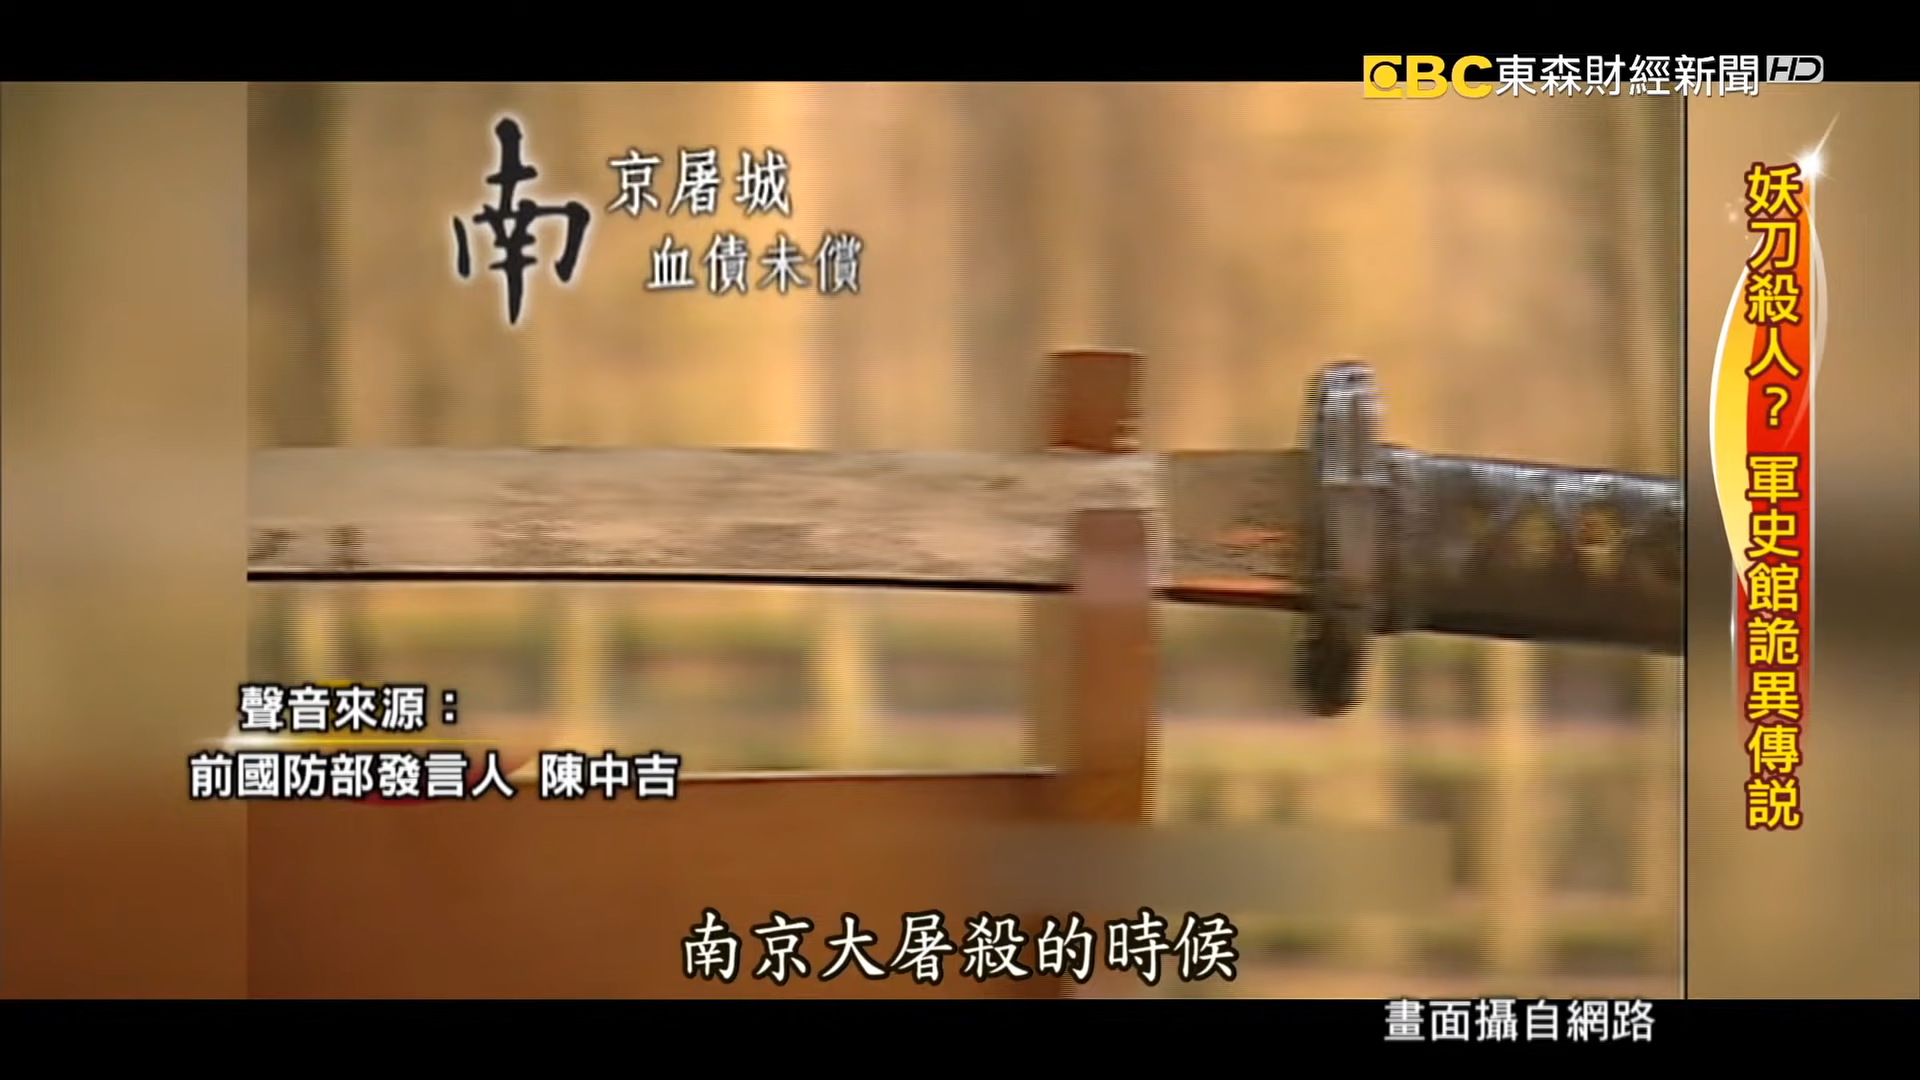 EBC東森財經新聞HD
南京屠城
血債未償
妖刀殺人？軍史館詭異傳説
聲音來源：
前國防部發言人 陳中吉
南京大屠殺的時候
畫面攝自網路